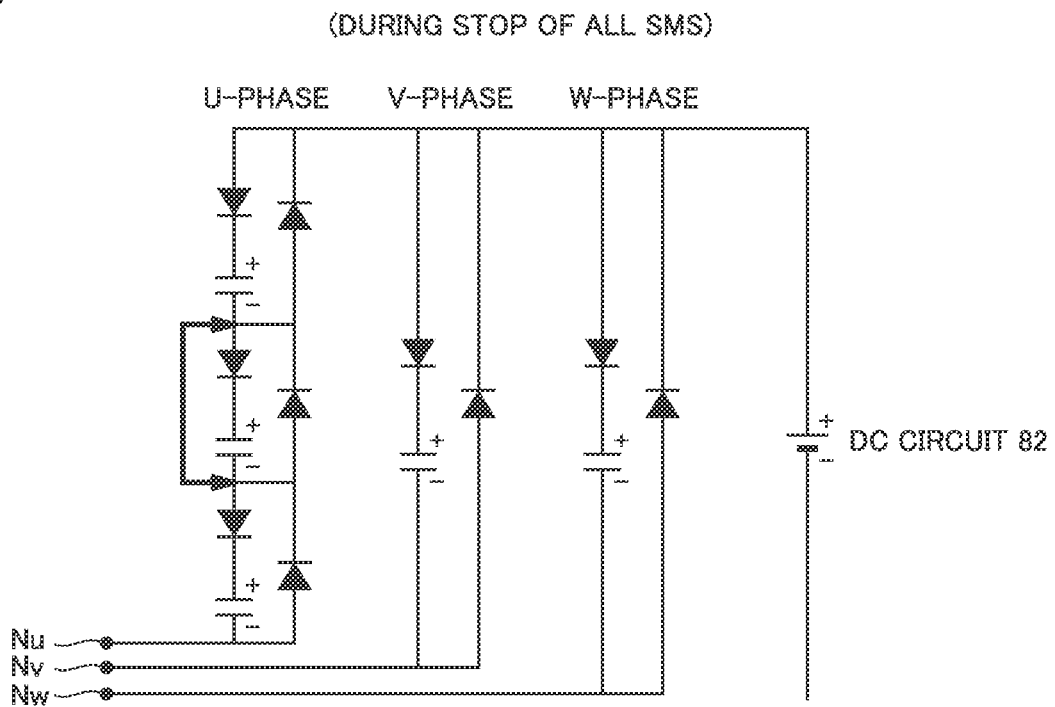 (DURING STOP OF ALL SMS)
U-PHASE V-PHASE W-PHASE
+
−
+
−
+ + +
DC CIRCUIT 82
− − −
+
−
Nu
Nv
Nw